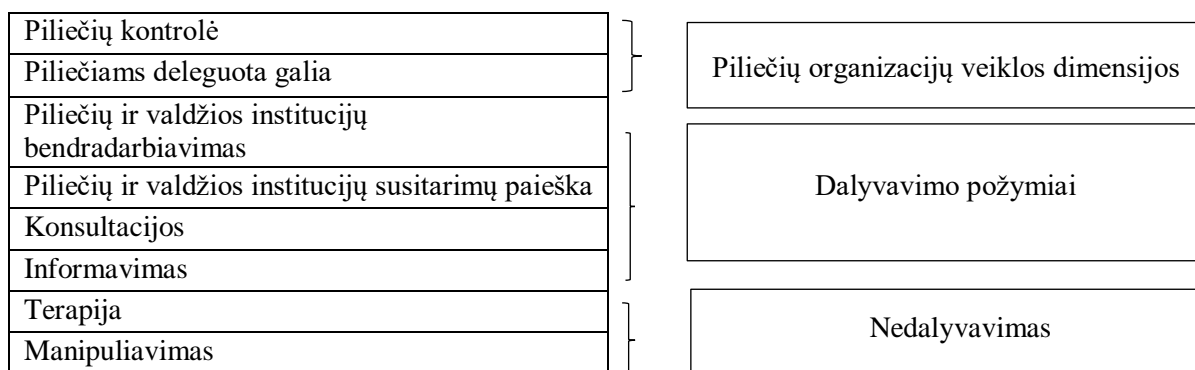 Piliečių kontrolė
Piliečiams deleguota galia
Piliečių ir valdžios institucijų
bendradarbiavimas
Piliečių ir valdžios institucijų susitarimų paieška
Konsultacijos
Informavimas
Terapija
Manipuliavimas
Piliečių organizacijų veiklos dimensijos
Dalyvavimo požymiai
Nedalyvavimas